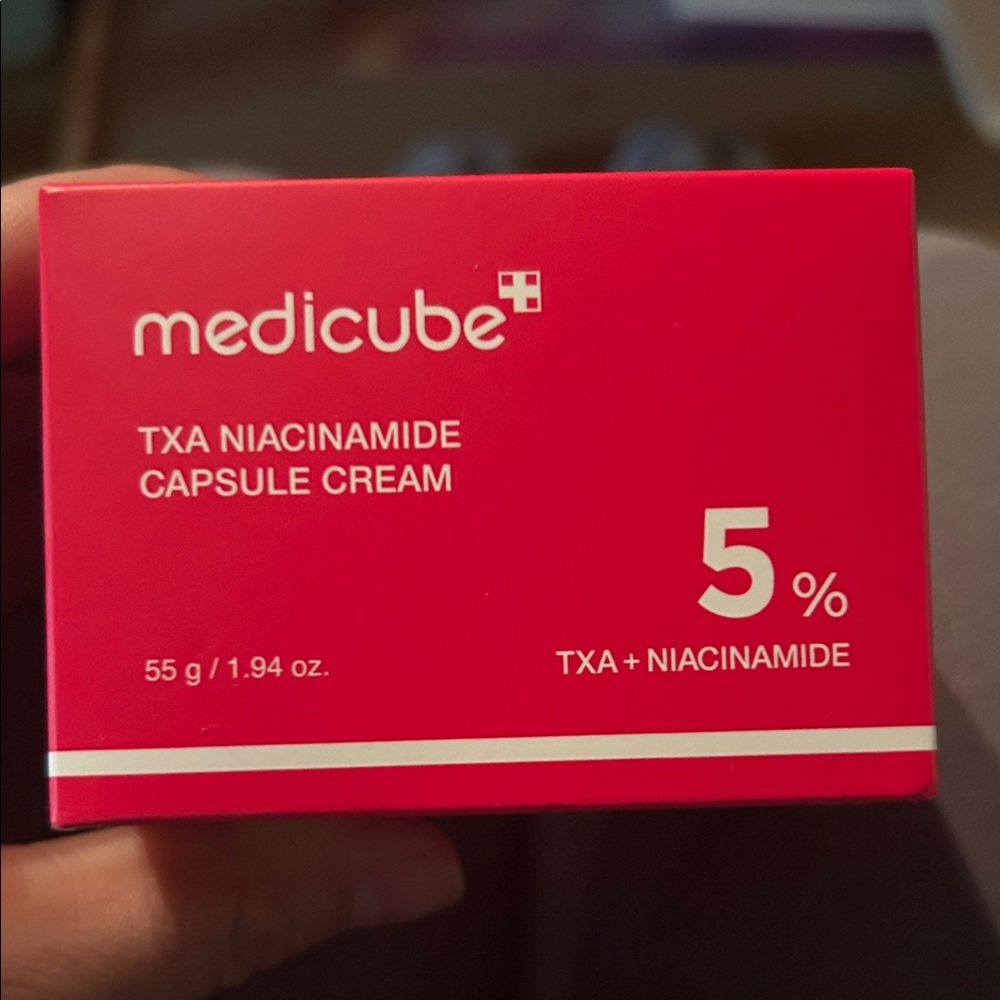 medicube
TXA NIACINAMIDE
CAPSULE CREAM
5 %
TXA + NIACINAMIDE
55 g / 1.94 oz.